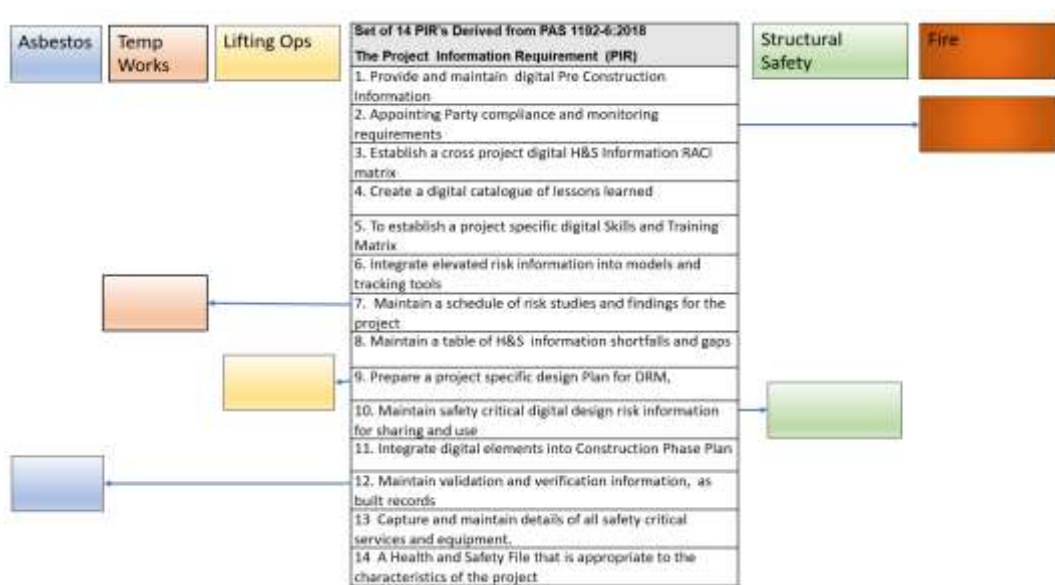 Asbestos
Temp
Works
Lifting Ops
Set of 14 PIR's Derived from PAS 1192-6:2018
The Project Information Requirement (PIR)
1. Provide and maintain digital Pre Construction
Information
2. Appointing Party compliance and monitoring
requirements
3. Establish a cross project digital H&S Information RACI
matrix
4. Create a digital catalogue of lessons learned
5. To establish a project specific digital Skills and Training
Matrix
6. Integrate elevated risk information into models and
tracking tools
7. Maintain a schedule of risk studies and findings for the
project
8. Maintain a table of H&S information shortfalls and gaps
9. Prepare a project specific design Plan for DRM,
10. Maintain safety critical digital design risk information
for sharing and use
11. Integrate digital elements into Construction Phase Plan
12. Maintain validation and verification information, as
built records
13 Capture and maintain details of all safety critical
services and equipment.
14 A Health and Safety File that is appropriate to the
characteristics of the project
Structural
Safety
Fire